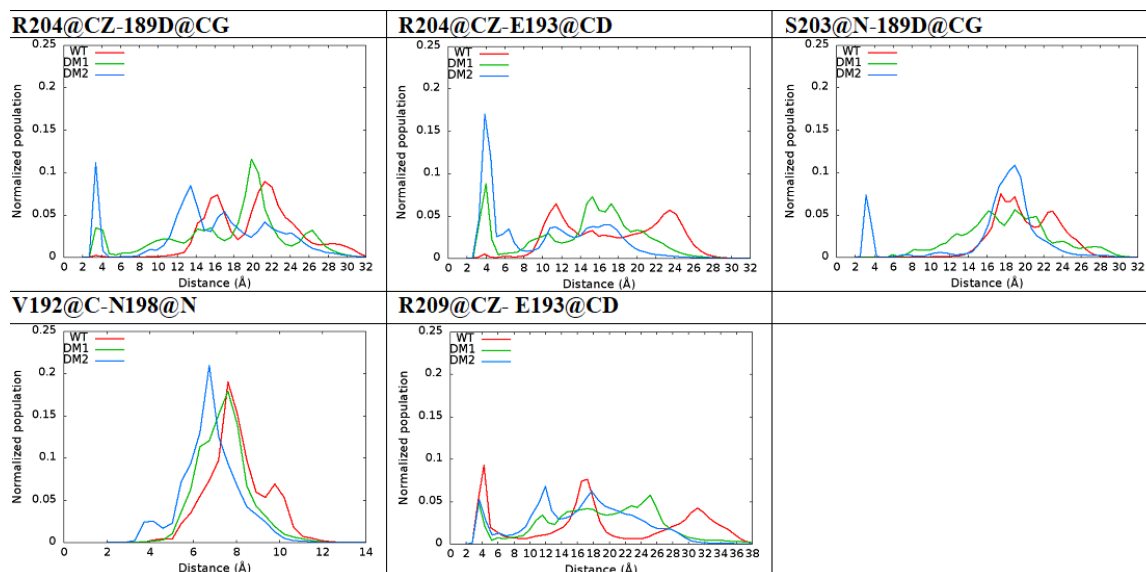 R204@CZ-189D@CG
R204@CZ-E193@CD
S203@N-189D@CG
0.25
0.2
0.15
0.1
0.05
0
WT
DM1
DM2
Normalized population
0 2 4 6 8 10 12 14 16 18 20 22 24 26 28 30 32
Distance (Å)
0.25
0.2
0.15
0.1
0.05
0
WT
DM1
DM2
Normalized population
0 2 4 6 8 10 12 14 16 18 20 22 24 26 28 30 32
Distance (Å)
0.25
0.2
0.15
0.1
0.05
0
WT
DM1
DM2
Normalized population
0 2 4 6 8 10 12 14 16 18 20 22 24 26 28 30 32
Distance (Å)
V192@C-N198@N
R209@CZ- E193@CD
0.25
0.2
0.15
0.1
0.05
0
WT
DM1
DM2
Normalized population
0 2 4 6 8 10 12 14
Distance (Å)
0.25
0.2
0.15
0.1
0.05
0
WT
DM1
DM2
Normalized population
0 2 4 6 8 10 12 14 16 18 20 22 24 26 28 30 32 34 36 38
Distance (Å)